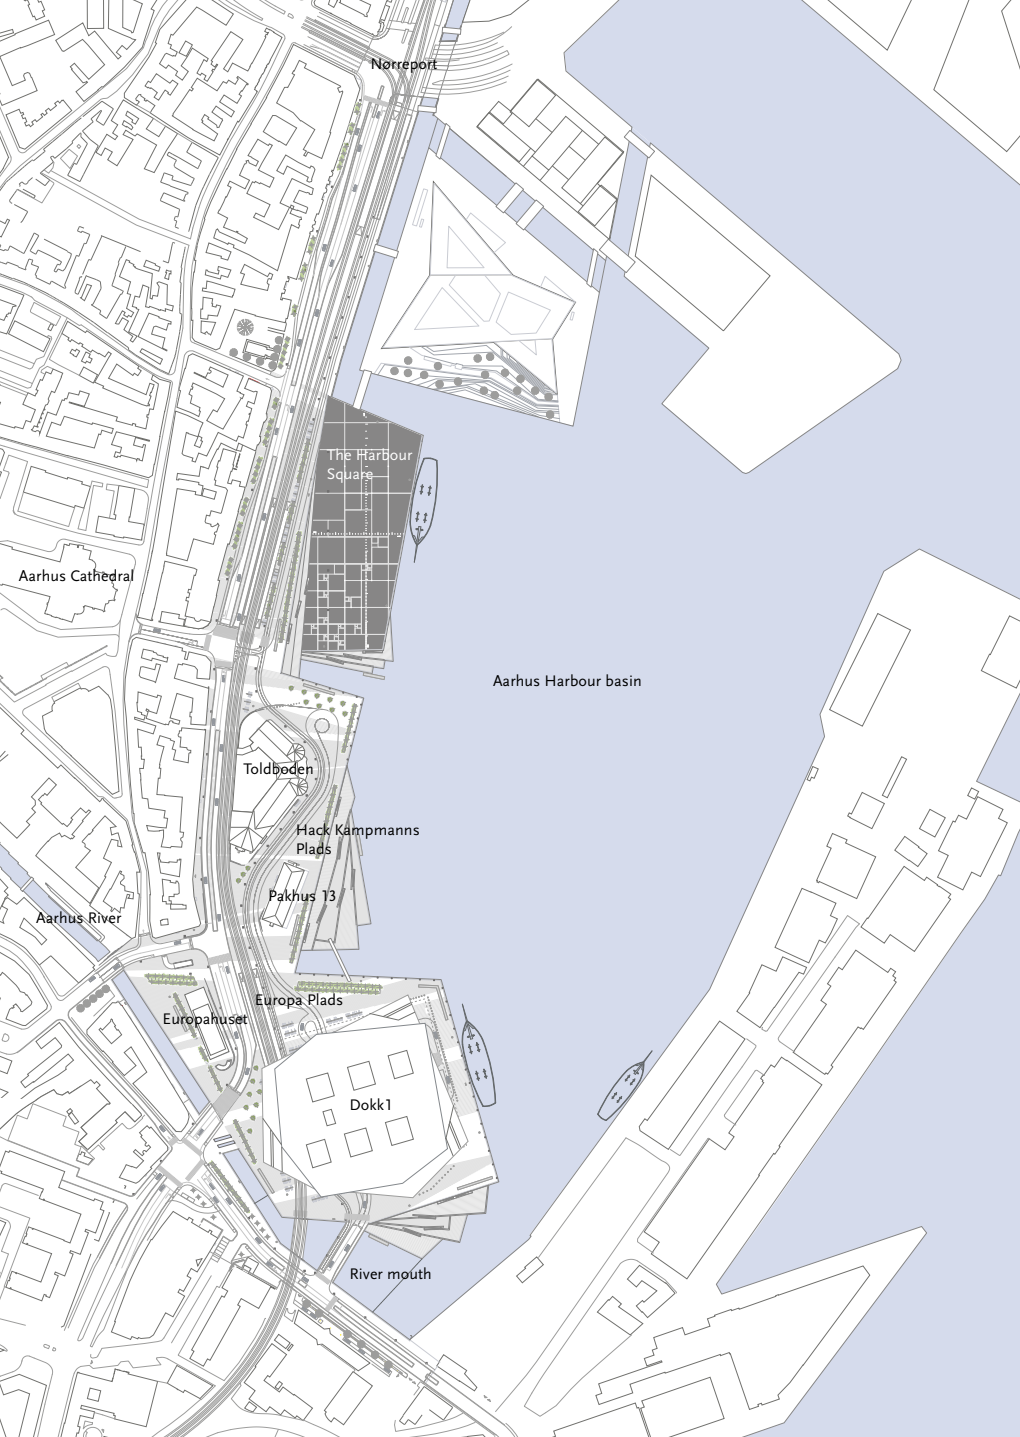 Nørreport
The Harbour
Square
Aarhus Cathedral
Aarhus Harbour basin
Toldboden
Hack Kampmanns
Plads
Pakhus 13
Aarhus River
Europa Plads
Europahuset
Dokk1
River mouth